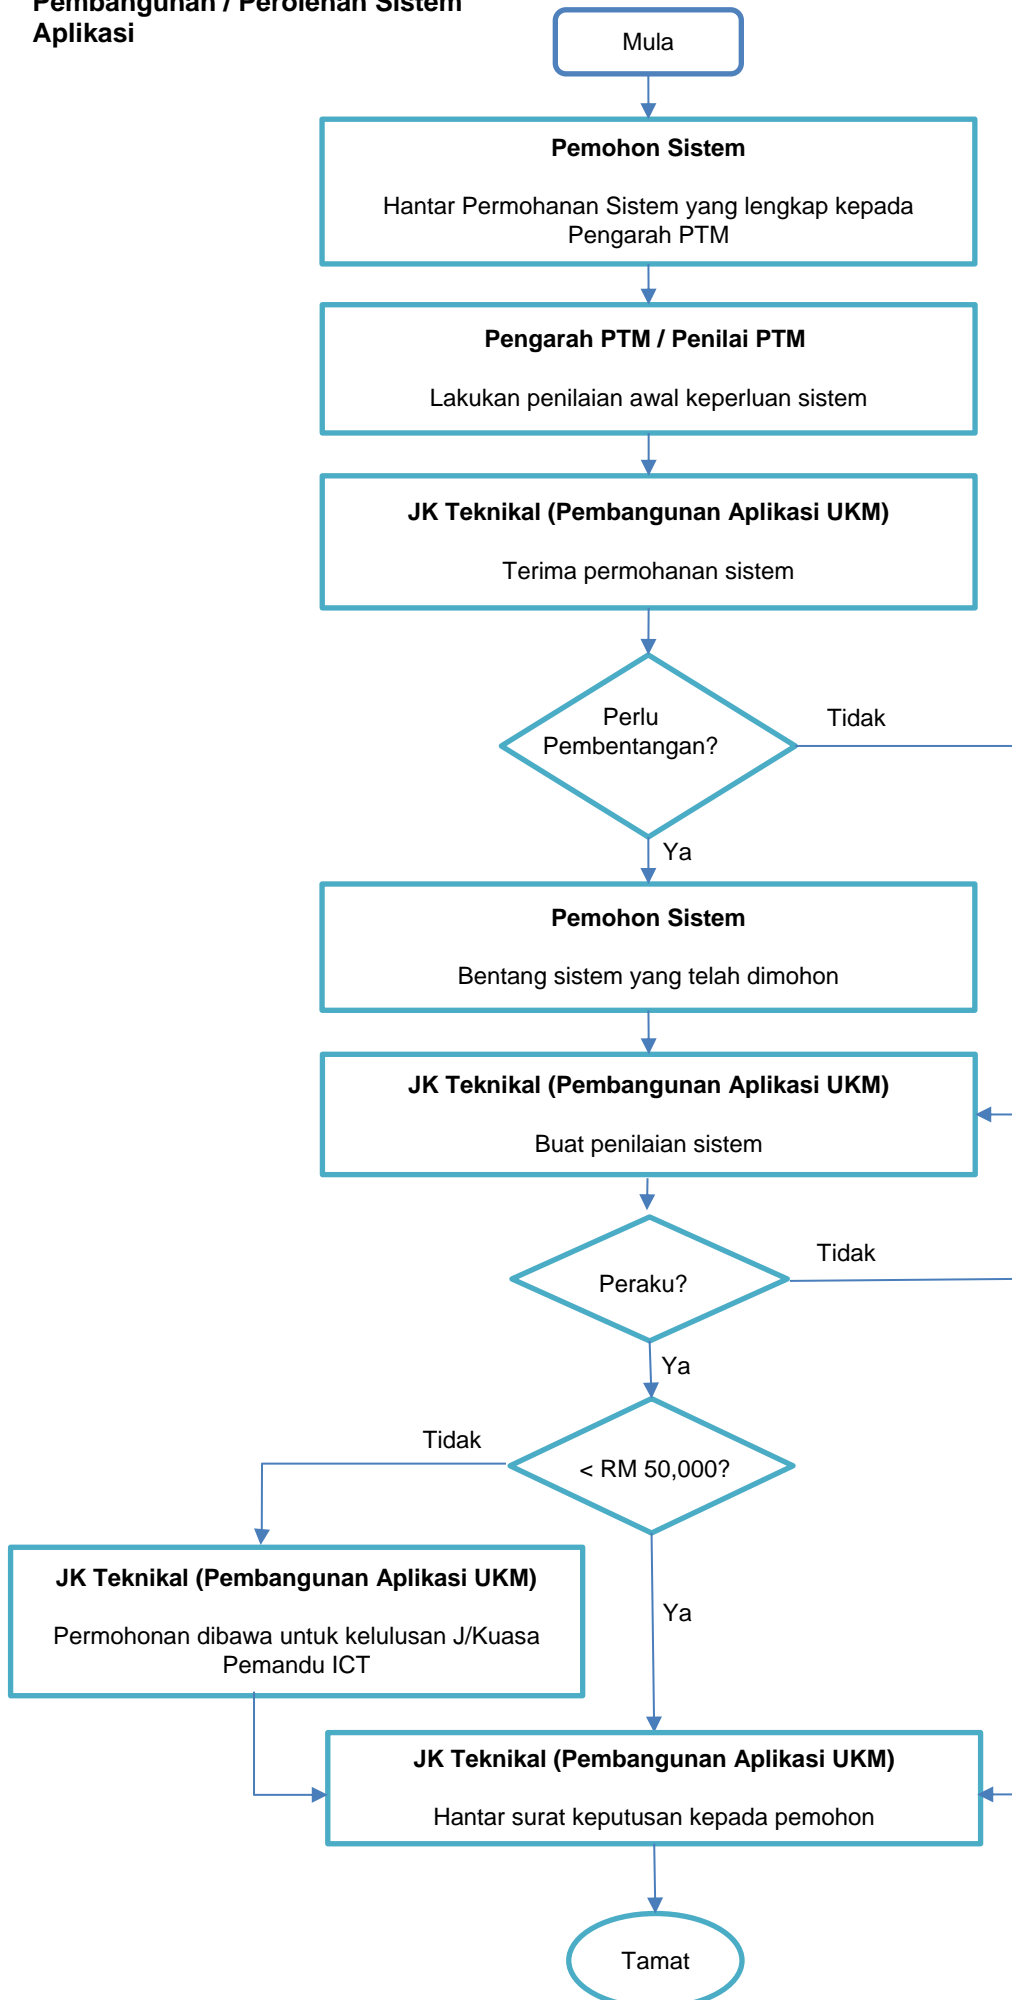 Pembangunan / Perolehan Sistem
Aplikasi
Mula
Pemohon Sistem
Hantar Permohanan Sistem yang lengkap kepada
Pengarah PTM
Pengarah PTM / Penilai PTM
Lakukan penilaian awal keperluan sistem
JK Teknikal (Pembangunan Aplikasi UKM)
Terima permohanan sistem
Perlu
Pembentangan?
Tidak
Ya
Pemohon Sistem
Bentang sistem yang telah dimohon
JK Teknikal (Pembangunan Aplikasi UKM)
Buat penilaian sistem
Tidak
Peraku?
Ya
Tidak
< RM 50,000?
JK Teknikal (Pembangunan Aplikasi UKM)
Permohonan dibawa untuk kelulusan J/Kuasa
Pemandu ICT
Ya
JK Teknikal (Pembangunan Aplikasi UKM)
Hantar surat keputusan kepada pemohon
Tamat